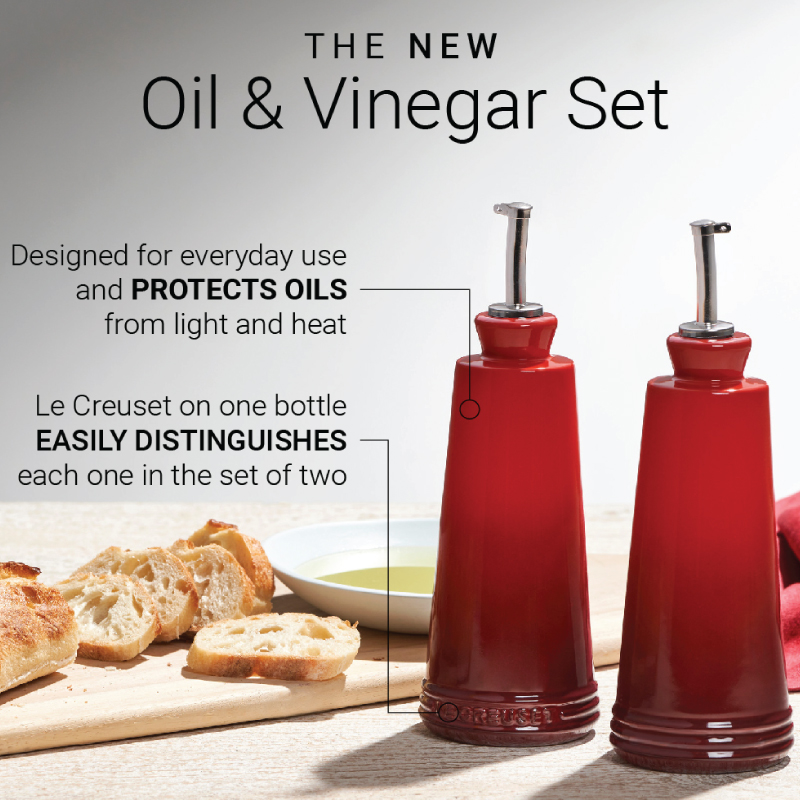 THE NEW
Oil & Vinegar Set
Designed for everyday use
and PROTECTS OILS
from light and heat
Le Creuset on one bottle
EASILY DISTINGUISHES
each one in the set of two
CREUSET